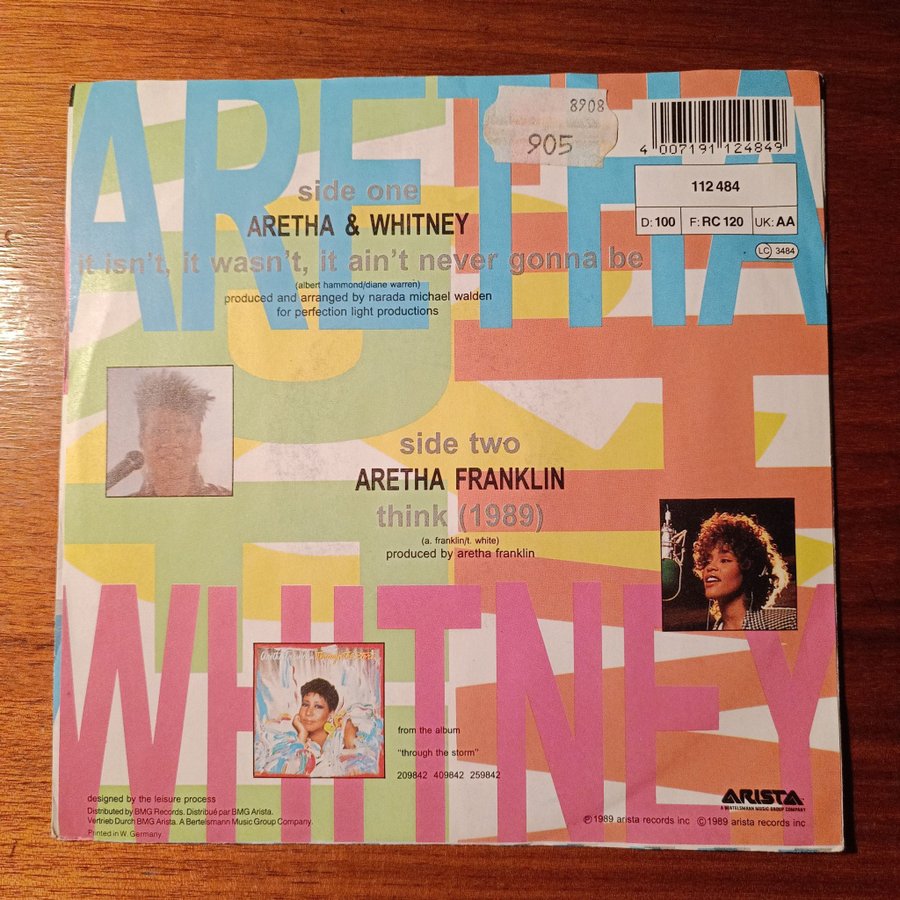 ARETHA
8908
905
4 007191 124849
112 484
D: 100 F: RC 120 UK: AA
LC 3484
side one
ARETHA & WHITNEY
it isn't, it wasn't, it ain't never gonna be
(albert hammond/diane warren)
produced and arranged by narada michael walden
for perfection light productions
side two
ARETHA FRANKLIN
think (1989)
(a. franklin/t. white)
produced by aretha franklin
WHITNEY
from the album
"through the storm"
209842 409842 259842
designed by the leisure process
Distributed by BMG Records. Distribué par BMG Arista.
Vertrieb Durch BMG Arista. A Bertelsmann Music Group Company.
Printed in W. Germany
ARISTA
A BERTELSMANN MUSIC GROUP COMPANY
℗1989 arista records inc ©1989 arista records inc